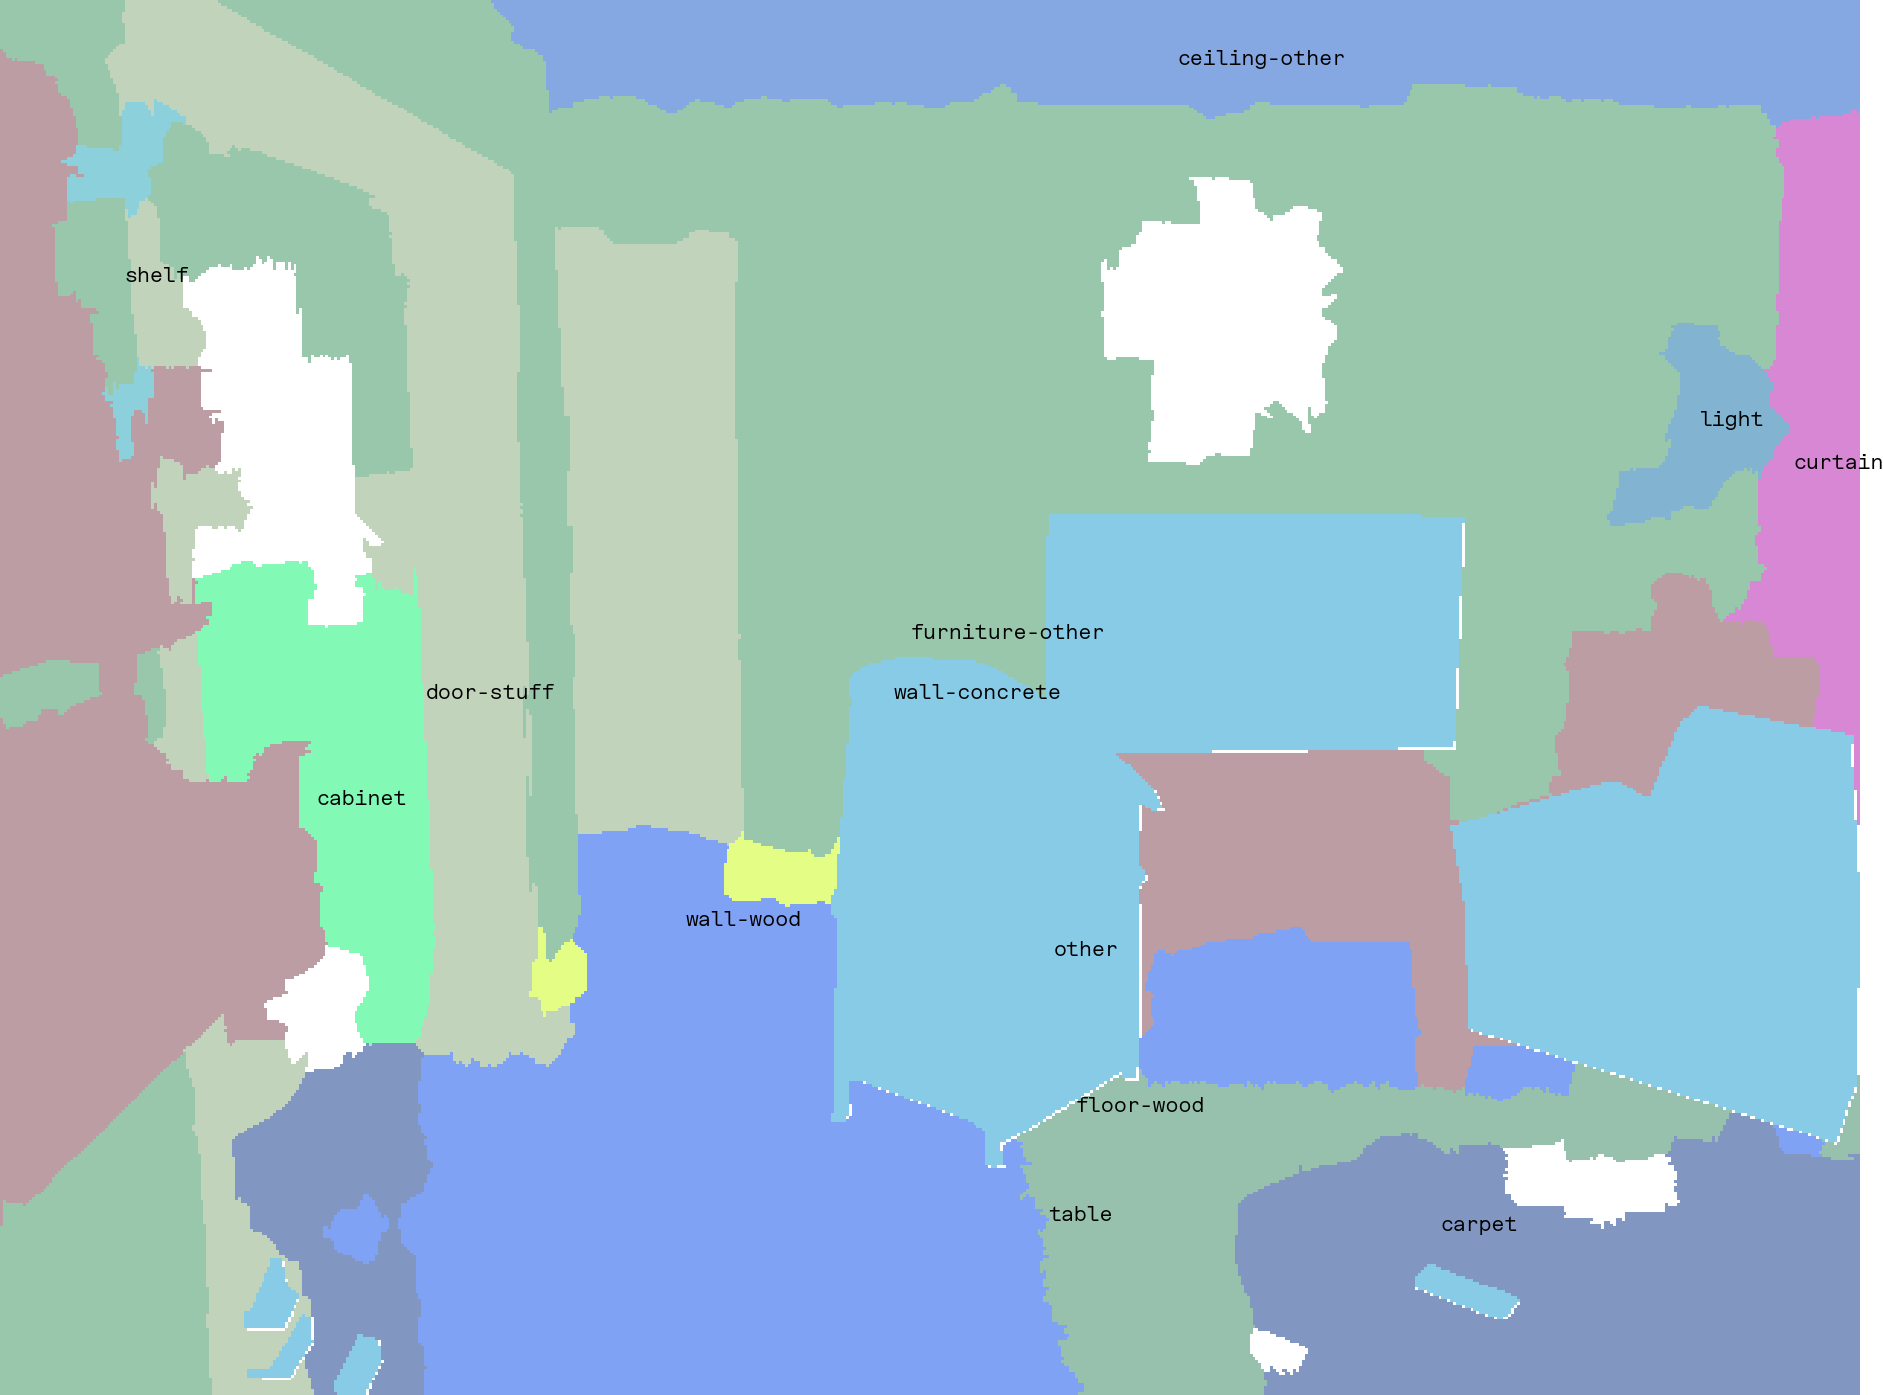 ceiling-other
shelf
light
curtain
furniture-other
door-stuff
wall-concrete
cabinet
wall-wood
other
floor-wood
table
carpet